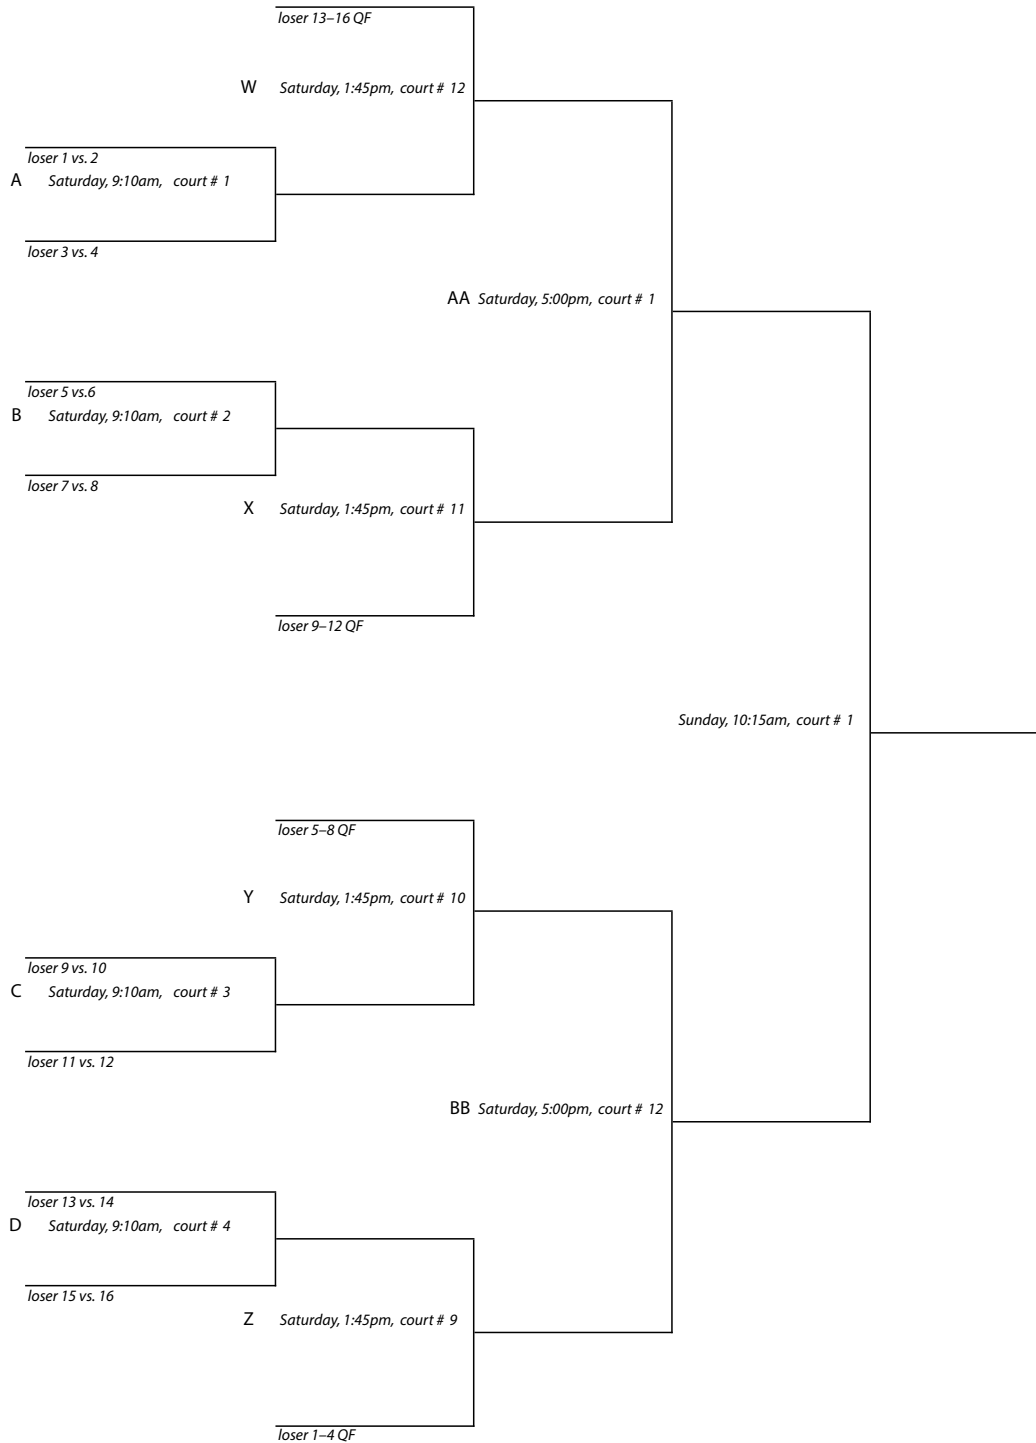 loser 13–16 QF
W Saturday, 1:45pm, court # 12
loser 1 vs. 2
A Saturday, 9:10am, court # 1
loser 3 vs. 4
AA Saturday, 5:00pm, court # 1
loser 5 vs.6
B Saturday, 9:10am, court # 2
loser 7 vs. 8
X Saturday, 1:45pm, court # 11
loser 9–12 QF
Sunday, 10:15am, court # 1
loser 5–8 QF
Y Saturday, 1:45pm, court # 10
loser 9 vs. 10
C Saturday, 9:10am, court # 3
loser 11 vs. 12
BB Saturday, 5:00pm, court # 12
loser 13 vs. 14
D Saturday, 9:10am, court # 4
loser 15 vs. 16
Z Saturday, 1:45pm, court # 9
loser 1–4 QF